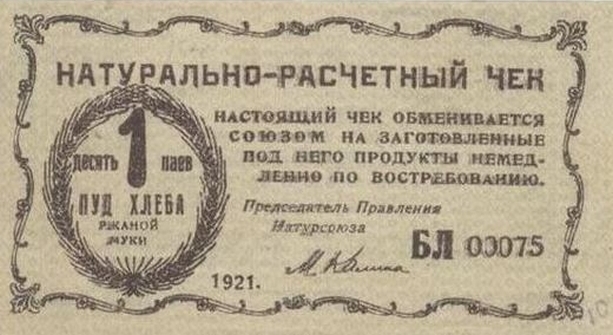 НАТУРАЛЬНО-РАСЧЕТНЫЙ ЧЕК
1
десять паев
ПУД ХЛЕБА
РЖАНОЙ
МУКИ
НАСТОЯЩИЙ ЧЕК ОБМЕНИВАЕТСЯ
СОЮЗОМ НА ЗАГОТОВЛЕННЫЕ
ПОД НЕГО ПРОДУКТЫ НЕМЕД-
ЛЕННО ПО ВОСТРЕБОВАНИЮ.
Председатель Правления
Натурсоюза
БЛ 00075
1921.